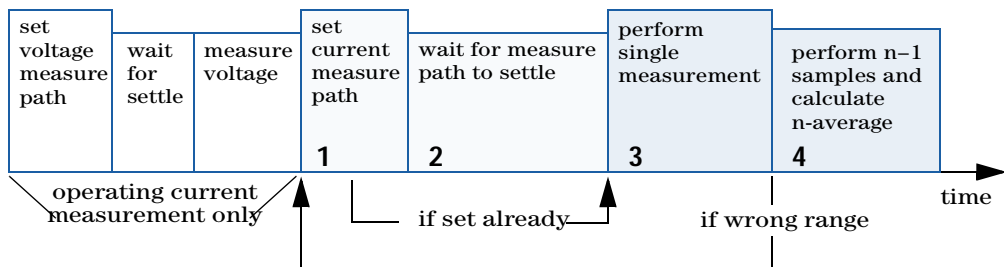 set
voltage
measure
path
wait
for
settle
measure
voltage
set
current
measure
path
1
wait for measure
path to settle
2
perform
single
measurement
3
perform n–1
samples and
calculate
n-average
4
operating current
measurement only
if set already
if wrong range
time